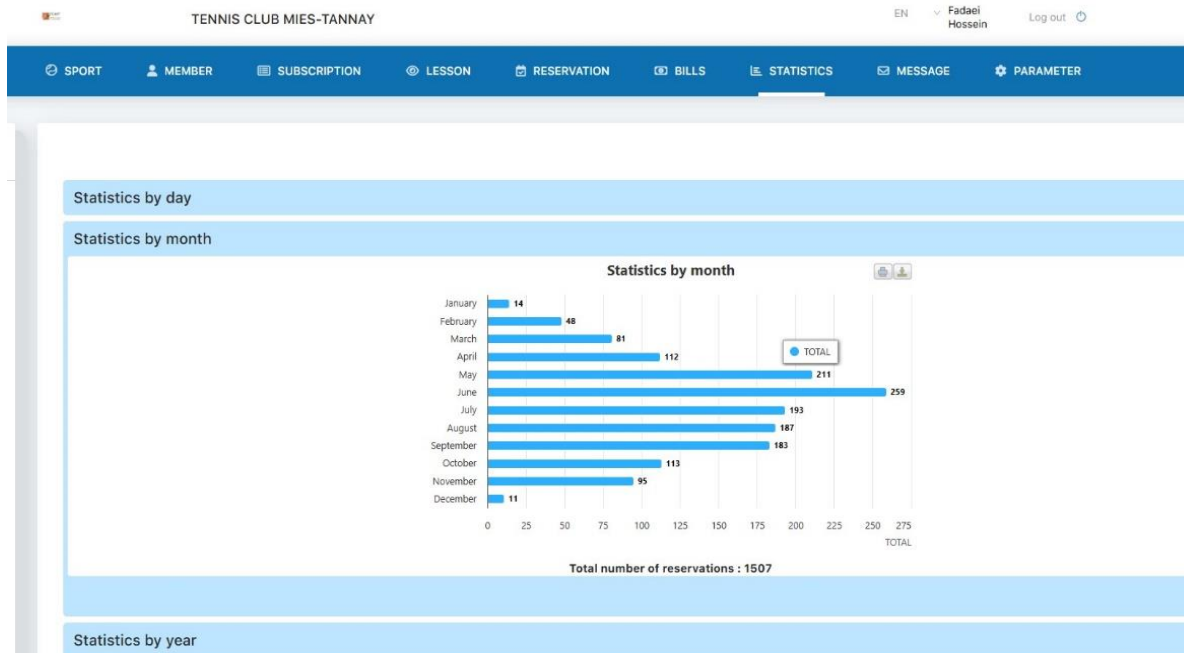 TENNIS CLUB MIES-TANNAY
EN
Fadaei
Hossein
Log out
SPORT MEMBER SUBSCRIPTION LESSON RESERVATION BILLS STATISTICS MESSAGE PARAMETER
Statistics by day
Statistics by month
Statistics by month
January 14
February 48
March 81
April 112
TOTAL
May 211
June 259
July 193
August 187
September 183
October 113
November 95
December 11
0 25 50 75 100 125 150 175 200 225 250 275
TOTAL
Total number of reservations : 1507
Statistics by year